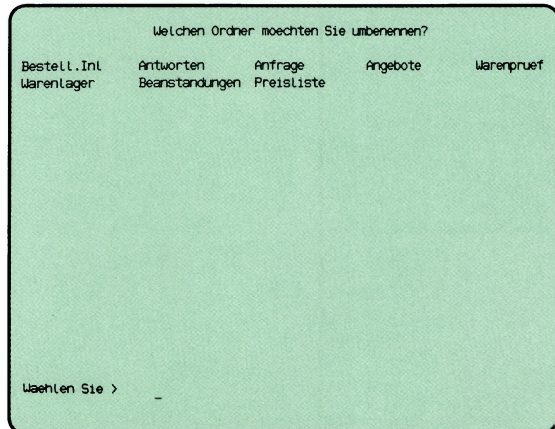 Welchen Ordner moechten Sie umbenennen?
Bestell.Inl Antworten Anfrage Angebote Warenpruef
Warenlager Beanstandungen Preisliste
Waehlen Sie > _